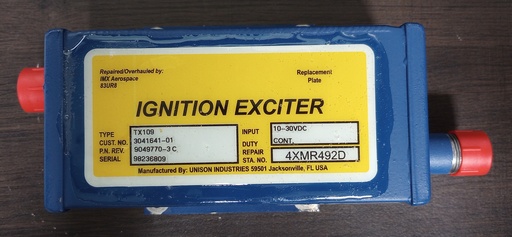 Repaired/Overhauled by:
IMX Aerospace
83UR8
Replacement
Plate
IGNITION EXCITER
TYPE TX109
CUST. NO. 3041641-01
P.N. REV. 9049770-3 C
SERIAL 98236809
INPUT 10-30VDC
DUTY CONT.
REPAIR
STA. NO. 4XMR492D
Manufactured By: UNISON INDUSTRIES 59501 Jacksonville, FL USA